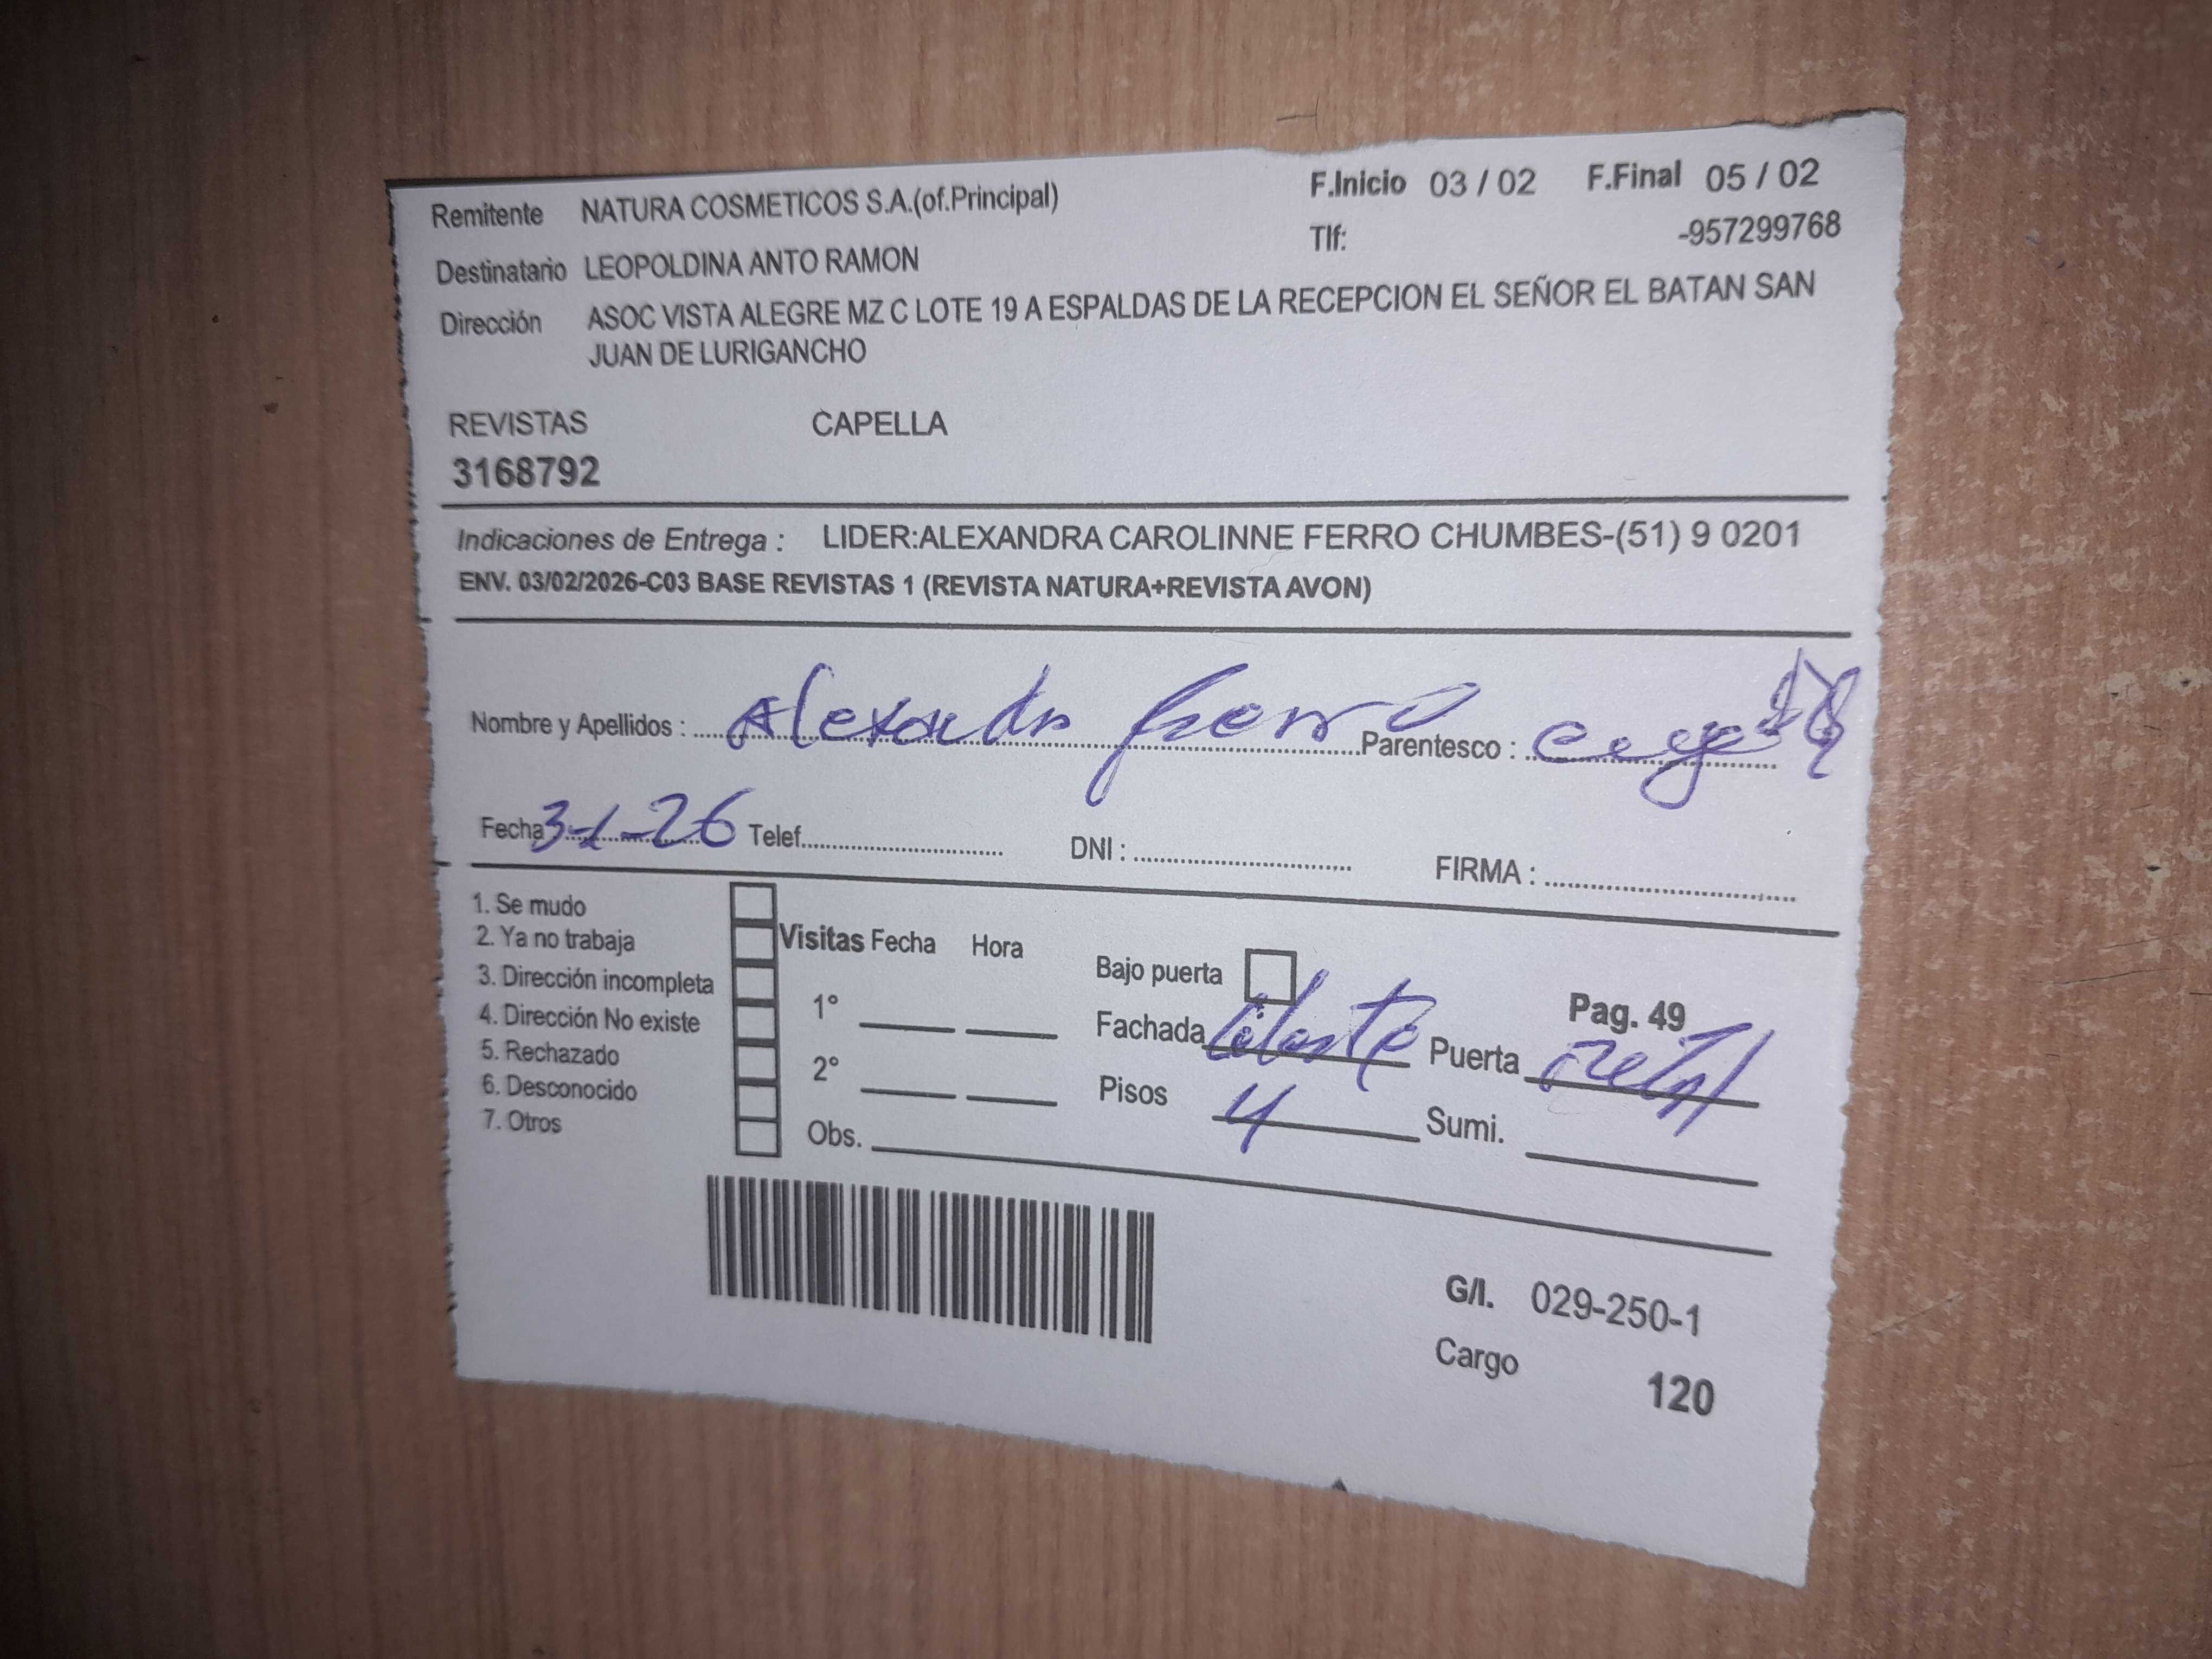 Remitente NATURA COSMETICOS S.A.(of.Principal) F.Inicio 03 / 02 F.Final 05 / 02
Destinatario LEOPOLDINA ANTO RAMON Tlf: -957299768
Dirección ASOC VISTA ALEGRE MZ C LOTE 19 A ESPALDAS DE LA RECEPCION EL SEÑOR EL BATAN SAN
JUAN DE LURIGANCHO
REVISTAS CAPELLA
3168792
Indicaciones de Entrega : LIDER:ALEXANDRA CAROLINNE FERRO CHUMBES-(51) 9 0201
ENV. 03/02/2026-C03 BASE REVISTAS 1 (REVISTA NATURA+REVISTA AVON)
Nombre y Apellidos : Alexandra Ferro Parentesco :
Fecha Telef. DNI : FIRMA :
1. Se mudo
2. Ya no trabaja Visitas Fecha Hora
3. Dirección incompleta Bajo puerta
4. Dirección No existe 1° Fachada Celeste Pag. 49
5. Rechazado Puerta
6. Desconocido 2° Pisos 4
7. Otros Obs. Sumi.
G/l. 029-250-1
Cargo 120